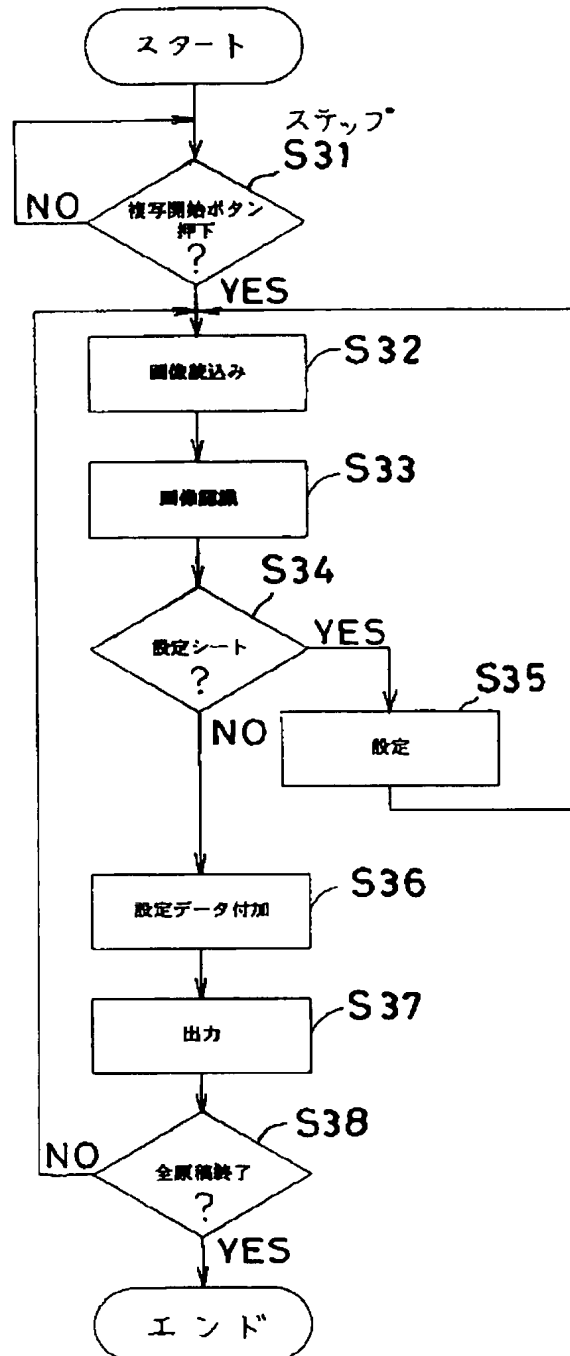 スタート
ステップ
S31
複写開始ボタン
押下
?
NO
YES
画像読込み
S32
画像認識
S33
S34
設定シート
?
YES
NO
S35
設定
設定データ付加
S36
出力
S37
S38
全原稿終了
?
NO
YES
エンド